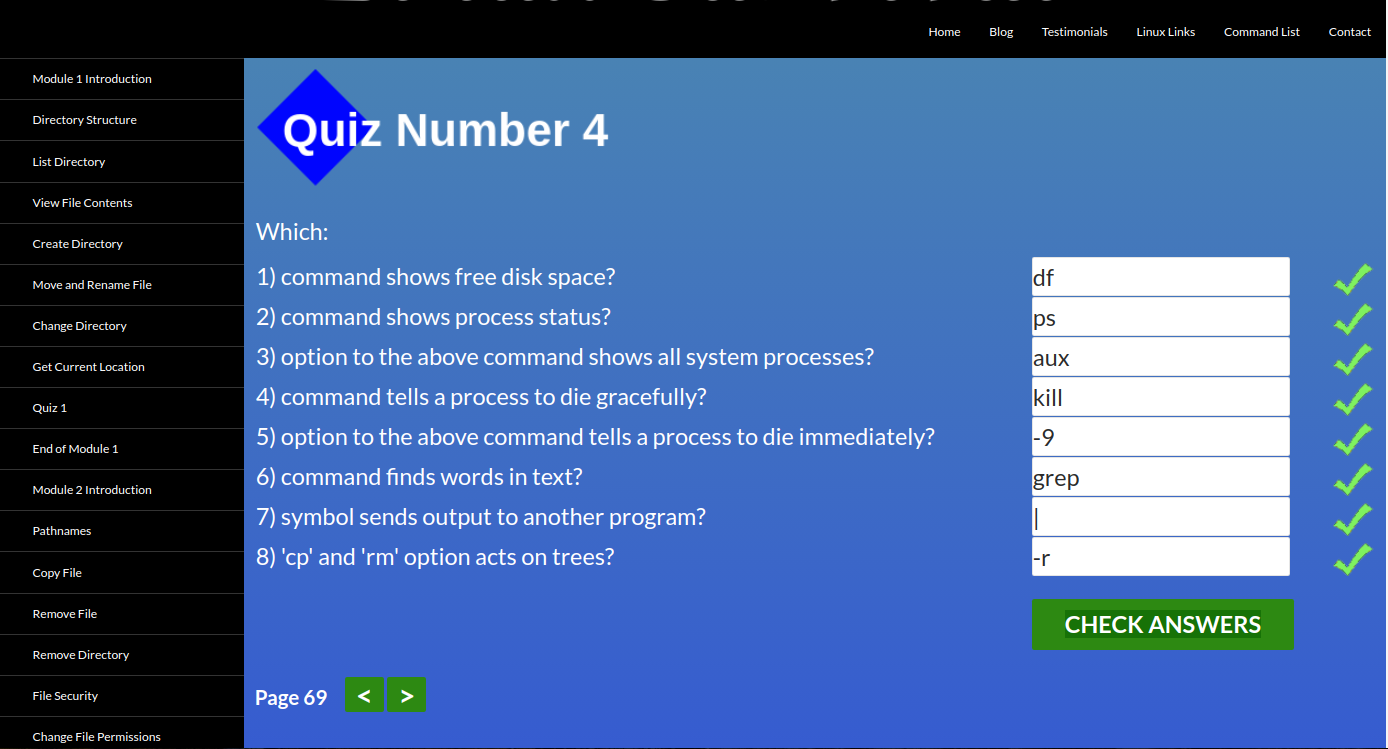 Home Blog Testimonials Linux Links Command List Contact
Module 1 Introduction
Directory Structure
List Directory
View File Contents
Create Directory
Move and Rename File
Change Directory
Get Current Location
Quiz 1
End of Module 1
Module 2 Introduction
Pathnames
Copy File
Remove File
Remove Directory
File Security
Change File Permissions
Quiz Number 4
Which:
1) command shows free disk space? df
2) command shows process status? ps
3) option to the above command shows all system processes? aux
4) command tells a process to die gracefully? kill
5) option to the above command tells a process to die immediately? -9
6) command finds words in text? grep
7) symbol sends output to another program? |
8) 'cp' and 'rm' option acts on trees? -r
CHECK ANSWERS
Page 69 < >